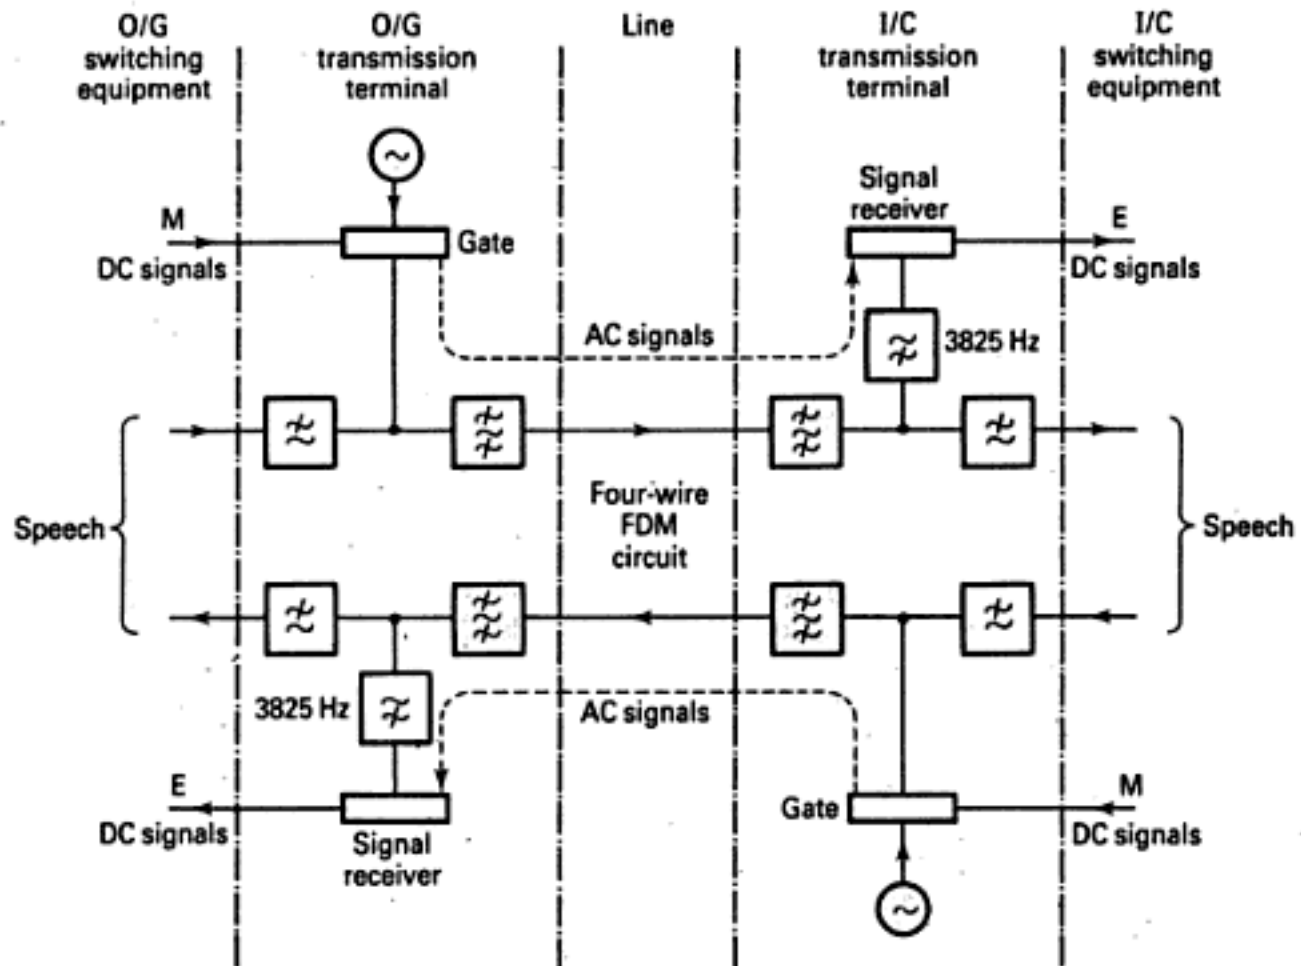 O/G
switching
equipment
O/G
transmission
terminal
Line
I/C
transmission
terminal
I/C
switching
equipment
M
DC signals
Gate
Signal
receiver
E
DC signals
AC signals
3825 Hz
Speech
Four-wire
FDM
circuit
Speech
3825 Hz
AC signals
E
DC signals
Signal
receiver
Gate
M
DC signals